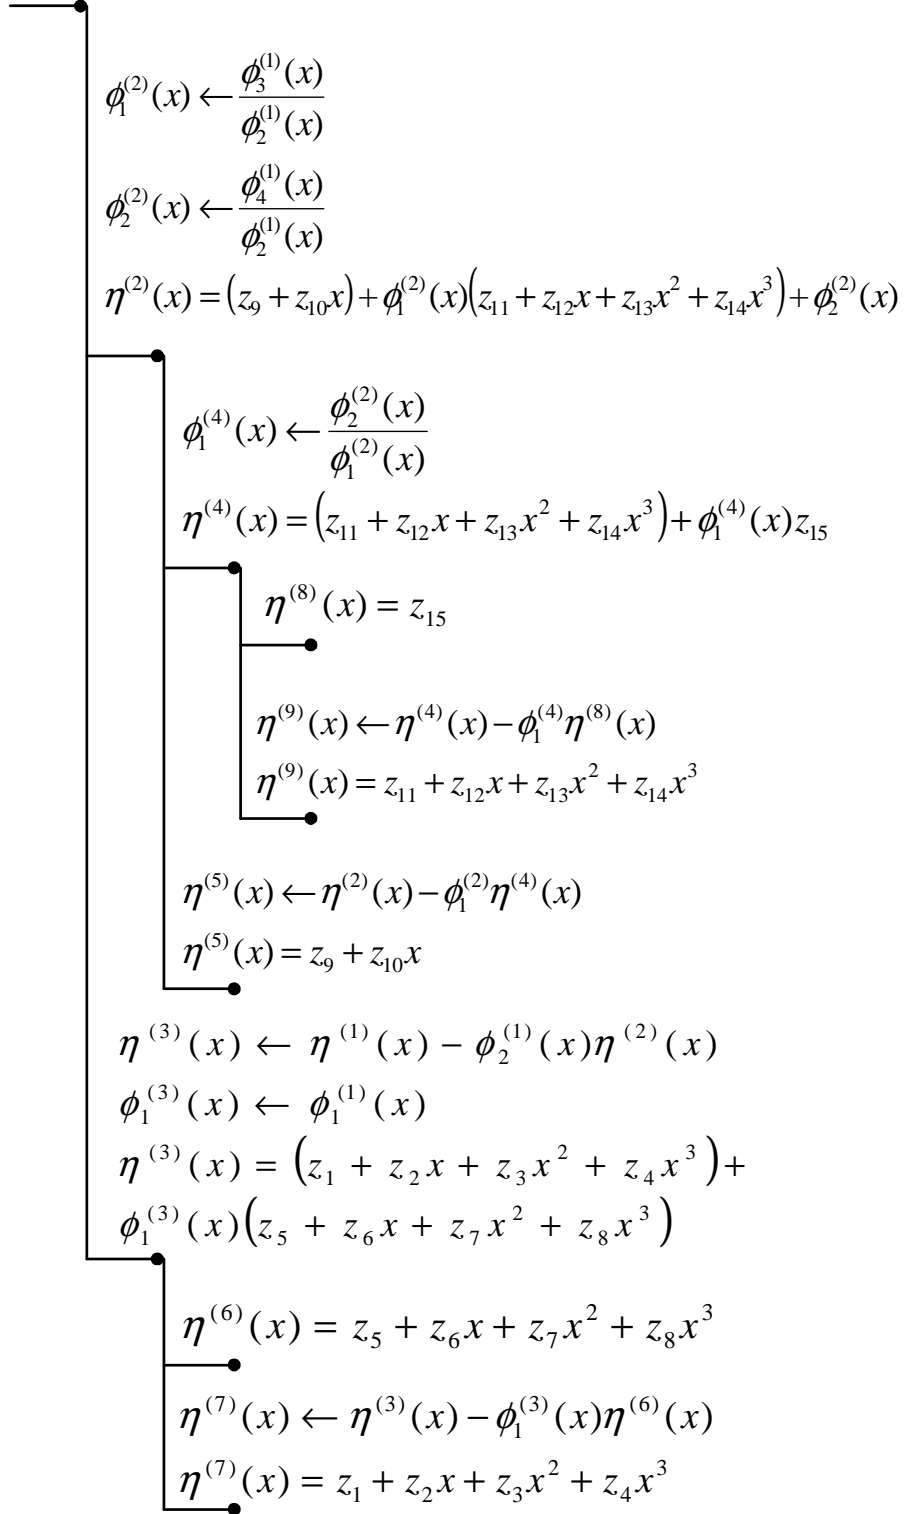 ϕ₁⁽²⁾(x) ← ϕ₃⁽¹⁾(x) / ϕ₂⁽¹⁾(x)
ϕ₂⁽²⁾(x) ← ϕ₄⁽¹⁾(x) / ϕ₂⁽¹⁾(x)
η⁽²⁾(x) = (z₉ + z₁₀x) + ϕ₁⁽²⁾(x)(z₁₁ + z₁₂x + z₁₃x² + z₁₄x³) + ϕ₂⁽²⁾(x)
ϕ₁⁽⁴⁾(x) ← ϕ₂⁽²⁾(x) / ϕ₁⁽²⁾(x)
η⁽⁴⁾(x) = (z₁₁ + z₁₂x + z₁₃x² + z₁₄x³) + ϕ₁⁽⁴⁾(x)z₁₅
η⁽⁸⁾(x) = z₁₅
η⁽⁹⁾(x) ← η⁽⁴⁾(x) − ϕ₁⁽⁴⁾η⁽⁸⁾(x)
η⁽⁹⁾(x) = z₁₁ + z₁₂x + z₁₃x² + z₁₄x³
η⁽⁵⁾(x) ← η⁽²⁾(x) − ϕ₁⁽²⁾η⁽⁴⁾(x)
η⁽⁵⁾(x) = z₉ + z₁₀x
η⁽³⁾(x) ← η⁽¹⁾(x) − ϕ₂⁽¹⁾(x)η⁽²⁾(x)
ϕ₁⁽³⁾(x) ← ϕ₁⁽¹⁾(x)
η⁽³⁾(x) = (z₁ + z₂x + z₃x² + z₄x³) +
ϕ₁⁽³⁾(x)(z₅ + z₆x + z₇x² + z₈x³)
η⁽⁶⁾(x) = z₅ + z₆x + z₇x² + z₈x³
η⁽⁷⁾(x) ← η⁽³⁾(x) − ϕ₁⁽³⁾(x)η⁽⁶⁾(x)
η⁽⁷⁾(x) = z₁ + z₂x + z₃x² + z₄x³